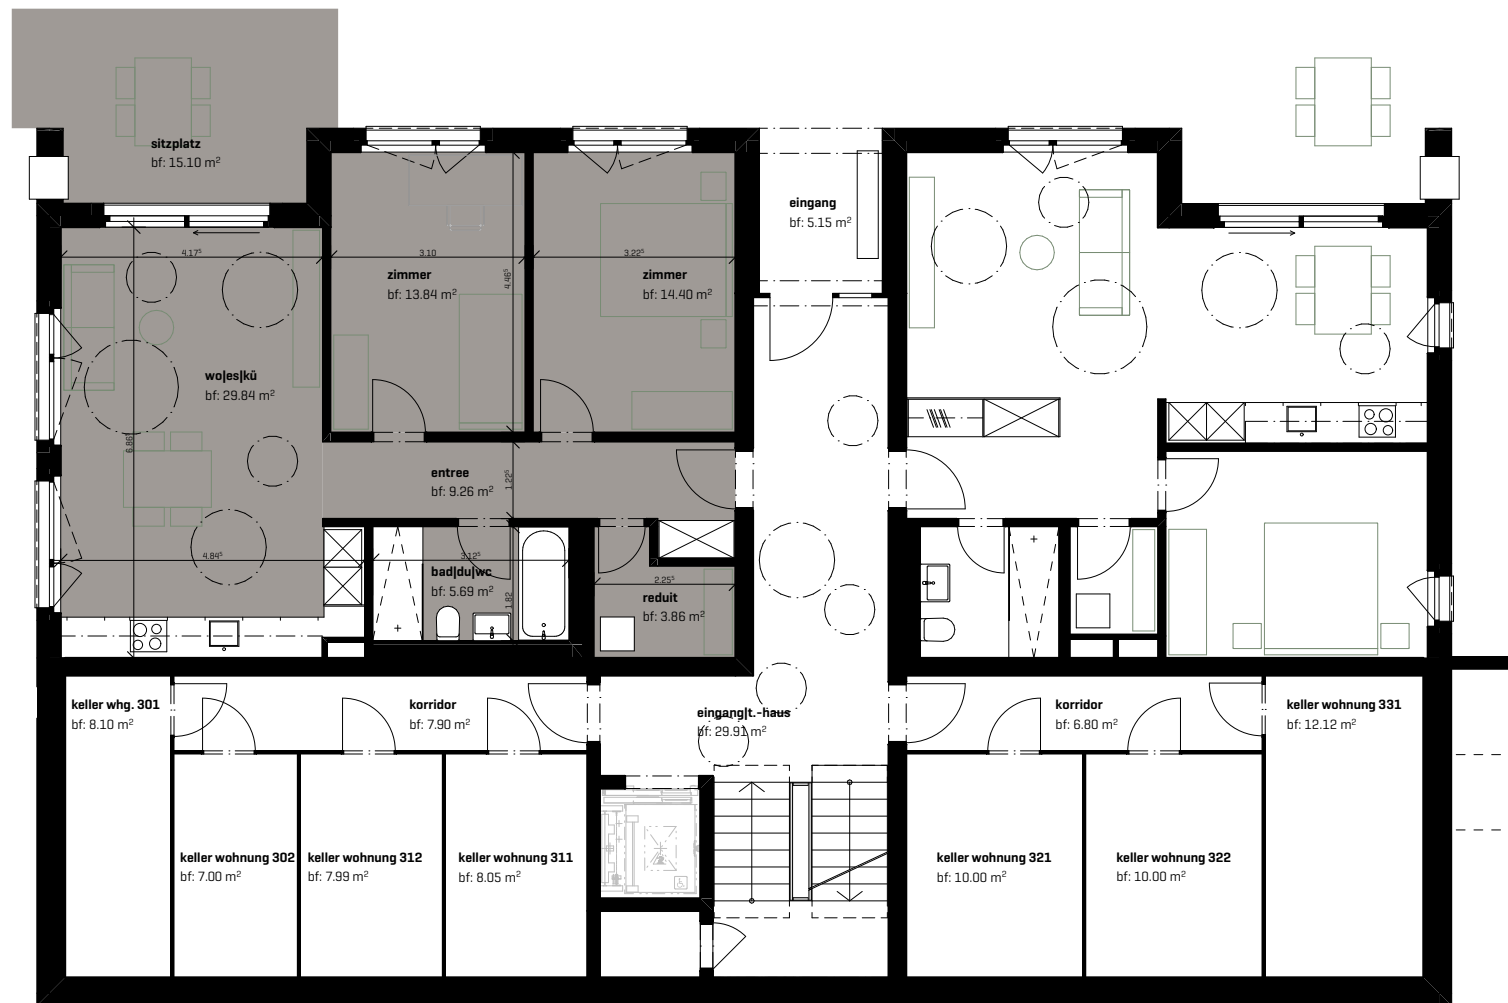 sitzplatz
bf: 15.10 m²
eingang
bf: 5.15 m²
4.17⁵
3.10
3.22⁵
zimmer
bf: 13.84 m²
4.46⁵
zimmer
bf: 14.40 m²
wo|es|kü
bf: 29.84 m²
6.86⁵
entree
bf: 9.26 m²
1.22⁵
4.84⁵
3.12⁵
bad|du|wc
bf: 5.69 m²
1.82
2.25⁵
reduit
bf: 3.86 m²
keller whg. 301
bf: 8.10 m²
korridor
bf: 7.90 m²
eingang|t.-haus
bf: 29.91 m²
korridor
bf: 6.80 m²
keller wohnung 331
bf: 12.12 m²
keller wohnung 302
bf: 7.00 m²
keller wohnung 312
bf: 7.99 m²
keller wohnung 311
bf: 8.05 m²
keller wohnung 321
bf: 10.00 m²
keller wohnung 322
bf: 10.00 m²